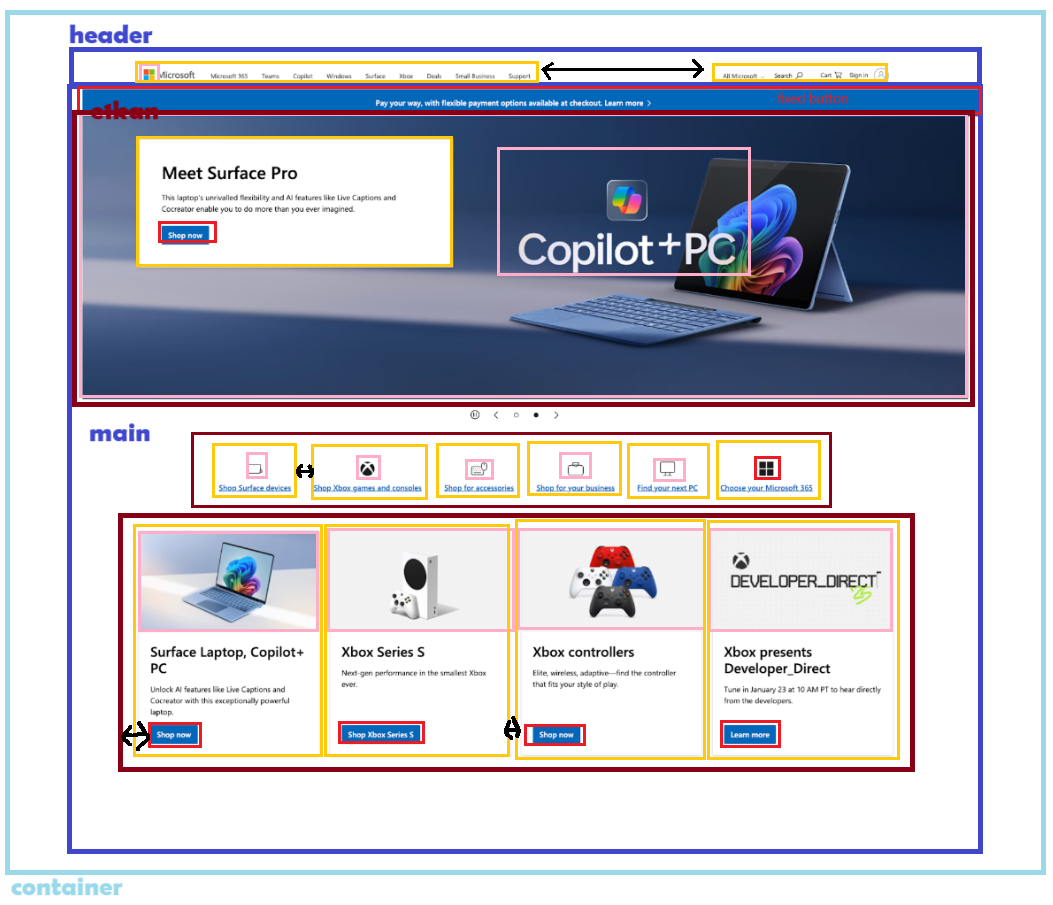 header
Microsoft Microsoft 365 Teams Copilot Windows Surface Xbox Deals Small Business Support All Microsoft Search Cart Sign in
Pay your way, with flexible payment options available at checkout. Learn more >
fixed button
Meet Surface Pro
This laptop's unrivalled flexibility and AI features like Live Captions and
Cocreator enable you to do more than you ever imagined.
Shop now
Copilot+PC
main
Shop Surface devices
Shop Xbox games and consoles
Shop for accessories
Shop for your business
Find your next PC
Choose your Microsoft 365
DEVELOPER_DIRECT
Surface Laptop, Copilot+
PC
Unlock AI features like Live Captions and
Cocreator with this exceptionally powerful
laptop.
Shop now
Xbox Series S
Next-gen performance in the smallest Xbox
ever.
Shop Xbox Series S
Xbox controllers
Elite, wireless, adaptive—find the controller
that fits your style of play.
Shop now
Xbox presents
Developer_Direct
Tune in January 23 at 10 AM PT to hear directly
from the developers.
Learn more
container